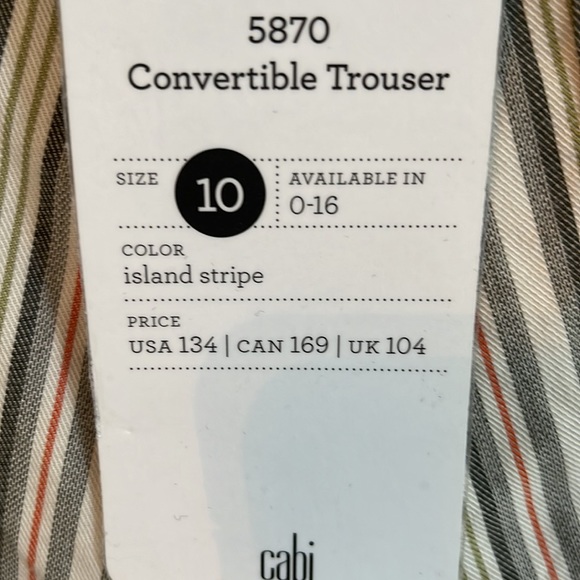 5870
Convertible Trouser
SIZE 10 AVAILABLE IN
0-16
COLOR
island stripe
PRICE
USA 134 | CAN 169 | UK 104
cabi